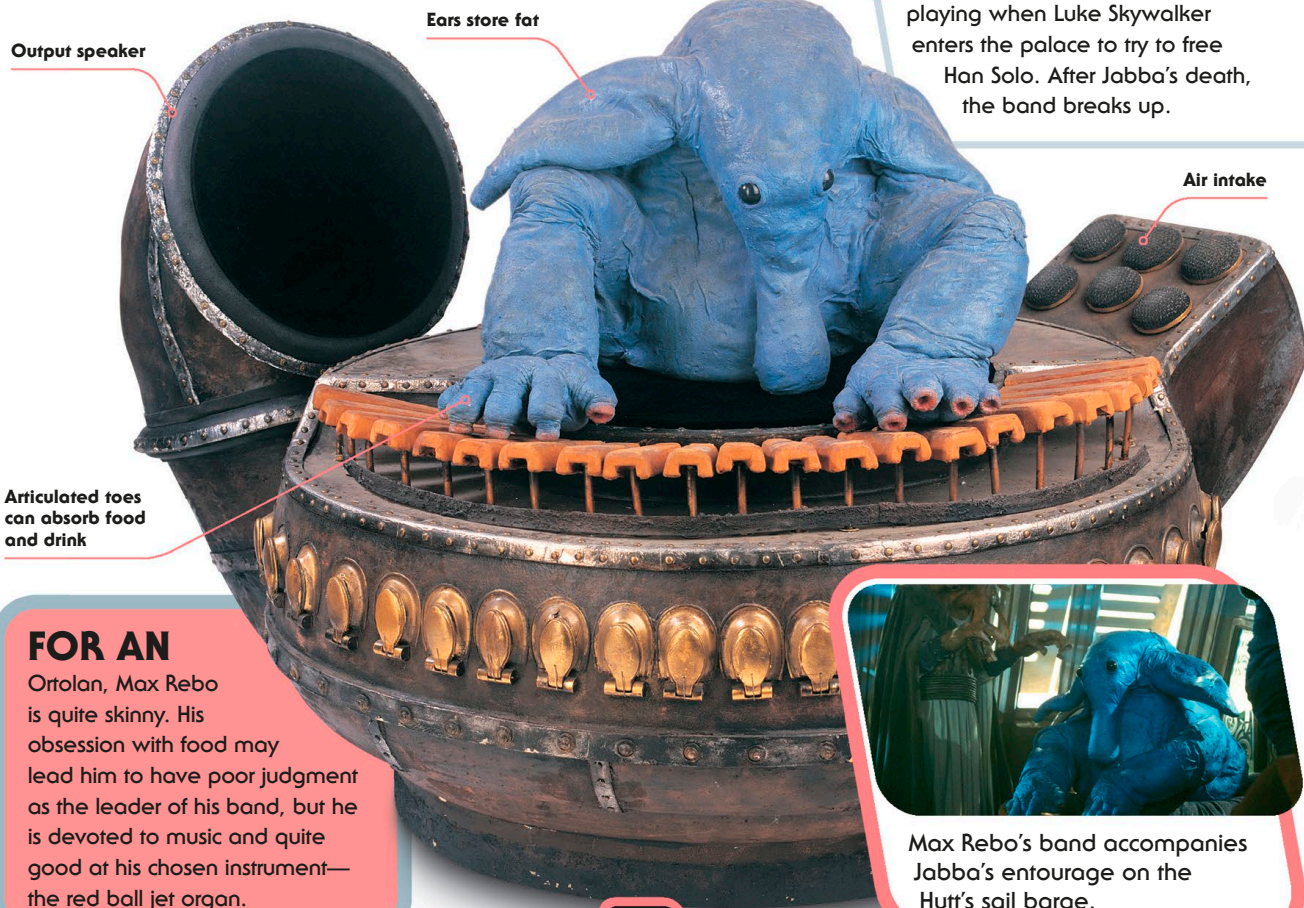 Output speaker
Ears store fat
playing when Luke Skywalker
enters the palace to try to free
Han Solo. After Jabba's death,
the band breaks up.
Air intake
Articulated toes
can absorb food
and drink
FOR AN
Ortolan, Max Rebo
is quite skinny. His
obsession with food may
lead him to have poor judgment
as the leader of his band, but he
is devoted to music and quite
good at his chosen instrument—
the red ball jet organ.
Max Rebo's band accompanies
Jabba's entourage on the
Hutt's sail barge.